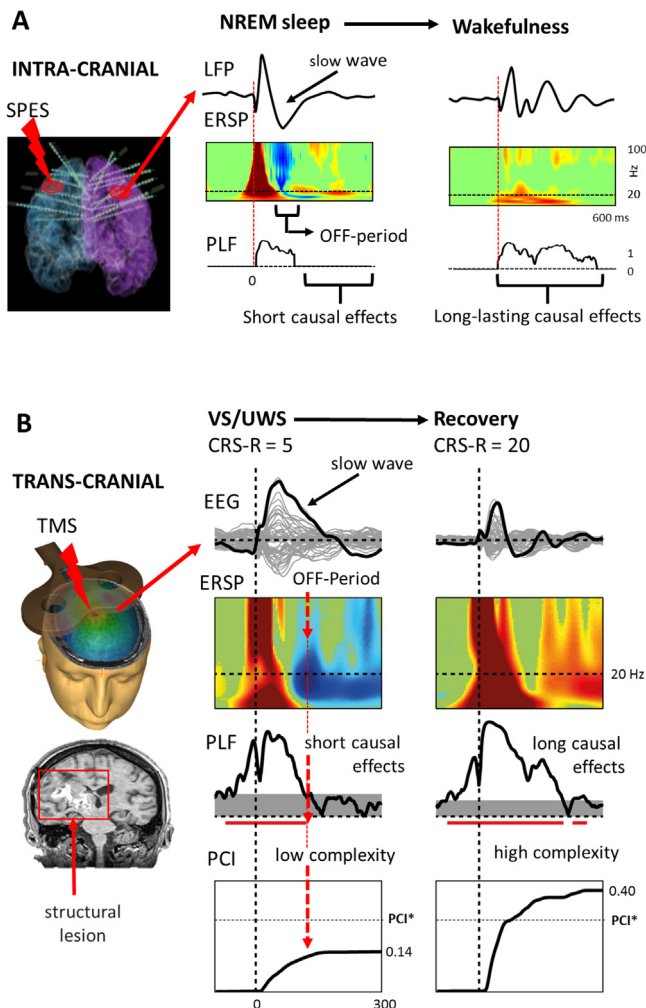 A
NREM sleep
Wakefulness
INTRA-CRANIAL
SPES
LFP
slow wave
ERSP
100
Hz
20
600 ms
OFF-period
PLF
1
0
0
Short causal effects
Long-lasting causal effects
B
VS/UWS
Recovery
CRS-R = 5
CRS-R = 20
TRANS-CRANIAL
TMS
slow wave
EEG
OFF-Period
ERSP
20 Hz
PLF
short causal
effects
long causal
effects
PCI
low complexity
high complexity
structural
lesion
PCI*
0.14
0.40
PCI*
0
300